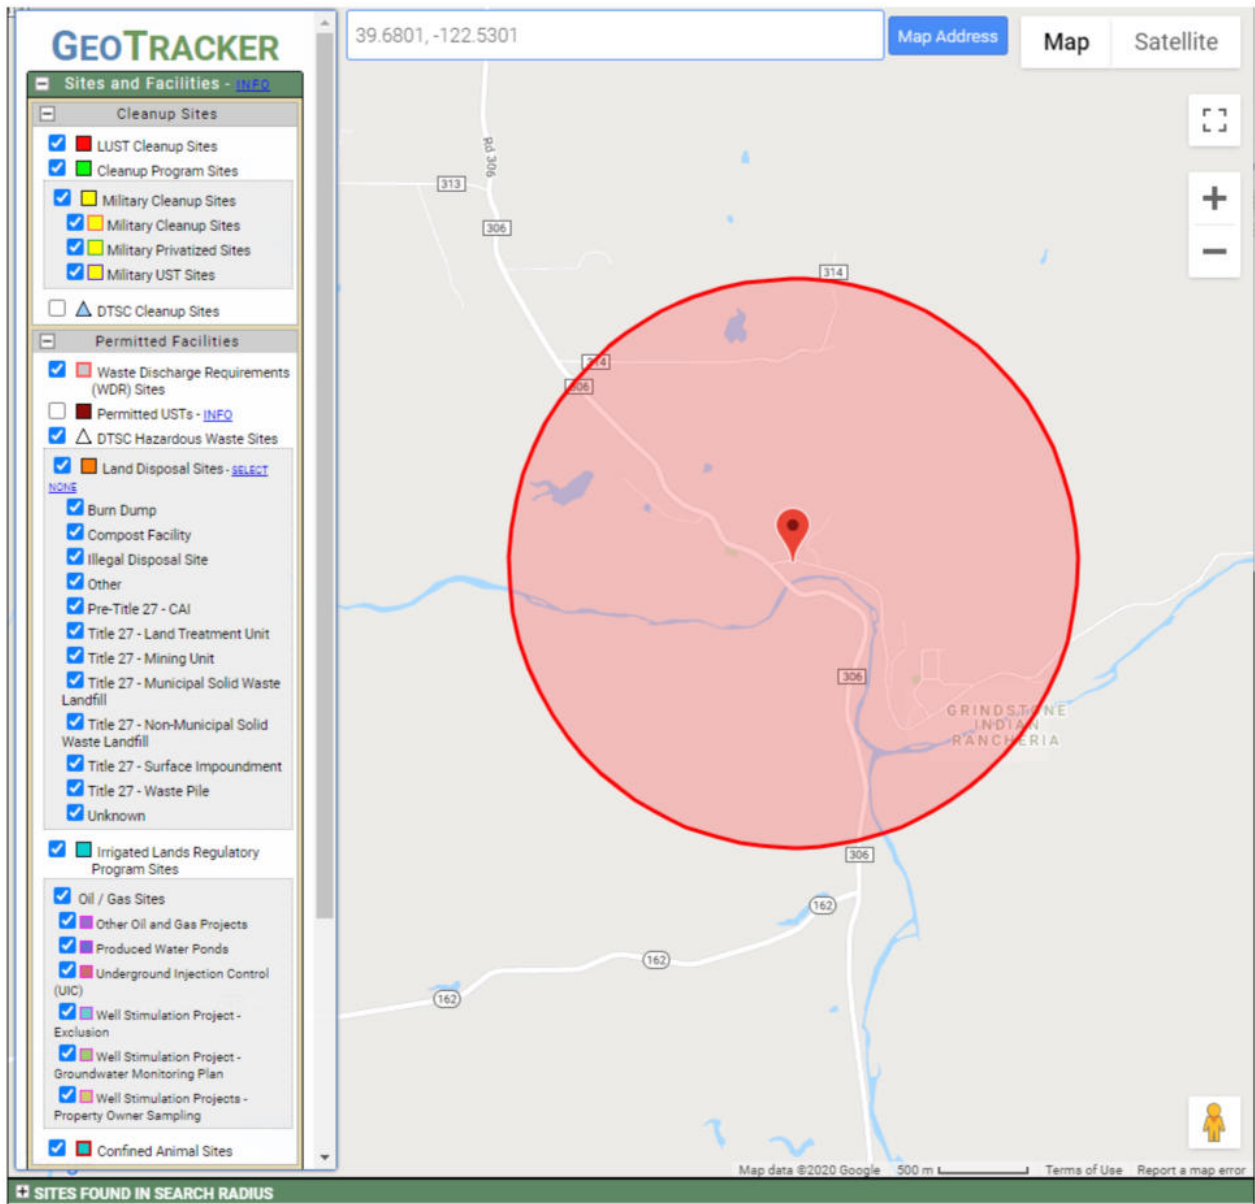 GEOTRACKER
Sites and Facilities - INFO
Cleanup Sites
LUST Cleanup Sites
Cleanup Program Sites
Military Cleanup Sites
Military Cleanup Sites
Military Privatized Sites
Military UST Sites
DTSC Cleanup Sites
Permitted Facilities
Waste Discharge Requirements
(WDR) Sites
Permitted USTs - INFO
DTSC Hazardous Waste Sites
Land Disposal Sites - SELECT
NONE
Burn Dump
Compost Facility
Illegal Disposal Site
Other
Pre-Title 27 - CAI
Title 27 - Land Treatment Unit
Title 27 - Mining Unit
Title 27 - Municipal Solid Waste
Landfill
Title 27 - Non-Municipal Solid
Waste Landfill
Title 27 - Surface Impoundment
Title 27 - Waste Pile
Unknown
Irrigated Lands Regulatory
Program Sites
Oil / Gas Sites
Other Oil and Gas Projects
Produced Water Ponds
Underground Injection Control
(UIC)
Well Stimulation Project -
Exclusion
Well Stimulation Project -
Groundwater Monitoring Plan
Well Stimulation Projects -
Property Owner Sampling
Confined Animal Sites
39.6801, -122.5301
Map Address
Map
Satellite
Rd 306
313
306
314
314
306
306
GRINDSTONE
INDIAN
RANCHERIA
306
162
162
162
Map data ©2020 Google
500 m
Terms of Use
Report a map error
SITES FOUND IN SEARCH RADIUS